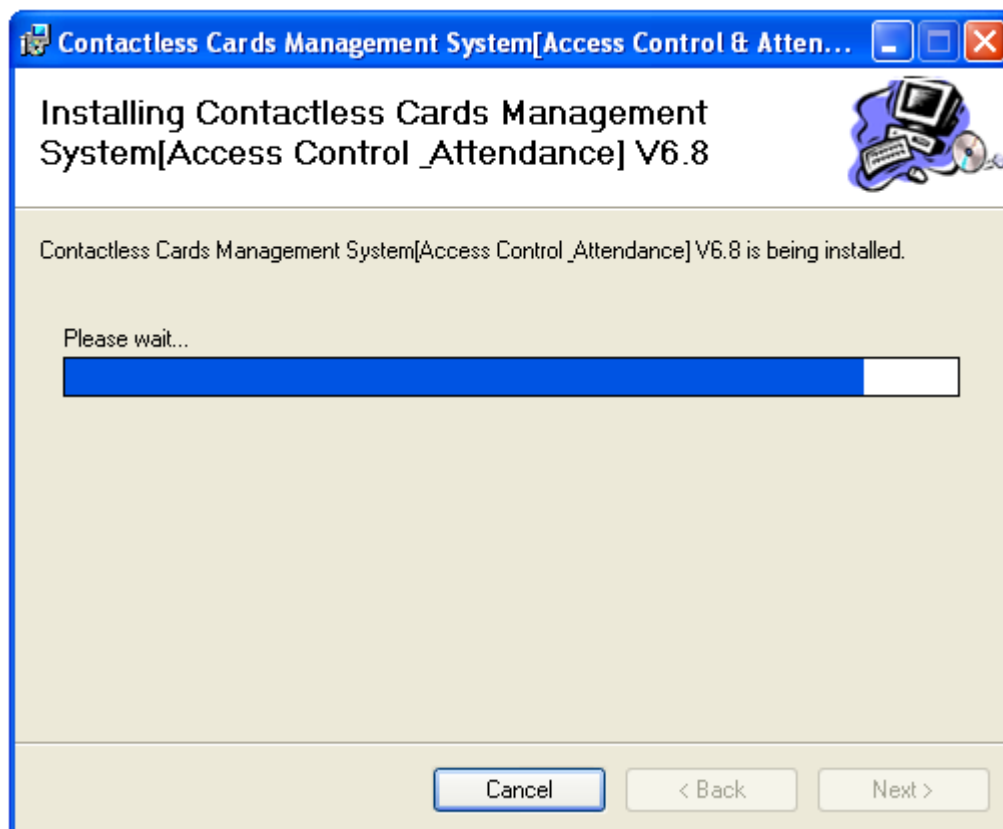 Contactless Cards Management System[Access Control & Atten...
Installing Contactless Cards Management
System[Access Control _Attendance] V6.8
Contactless Cards Management System[Access Control _Attendance] V6.8 is being installed.
Please wait...
Cancel
< Back
Next >